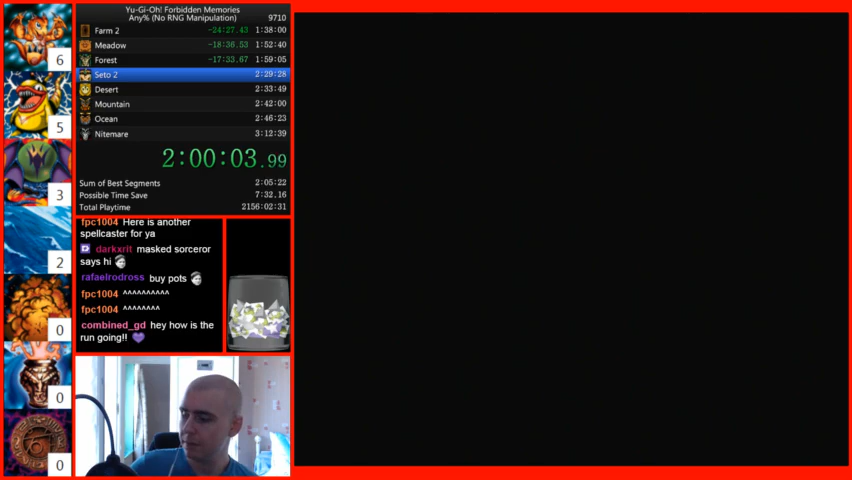 Yu-Gi-Oh! Forbidden Memories
Any% (No RNG Manipulation) 9710
Farm 2 -24:27.43 1:38:00
Meadow -18:36.53 1:52:40
Forest -17:33.67 1:59:05
Seto 2 2:29:28
Desert 2:33:49
Mountain 2:42:00
Ocean 2:46:23
Nitemare 3:12:39
2:00:03.99
Sum of Best Segments 2:05:22
Possible Time Save 7:32.16
Total Playtime 2156:02:31
6
5
3
2
0
0
0
fpc1004 Here is another
spellcaster for ya
darkxrit masked sorceror
says hi
rafaelrodross buy pots
fpc1004 ^^^^^^^^^^
fpc1004 ^^^^^^^^
combined_gd hey how is the
run going!!